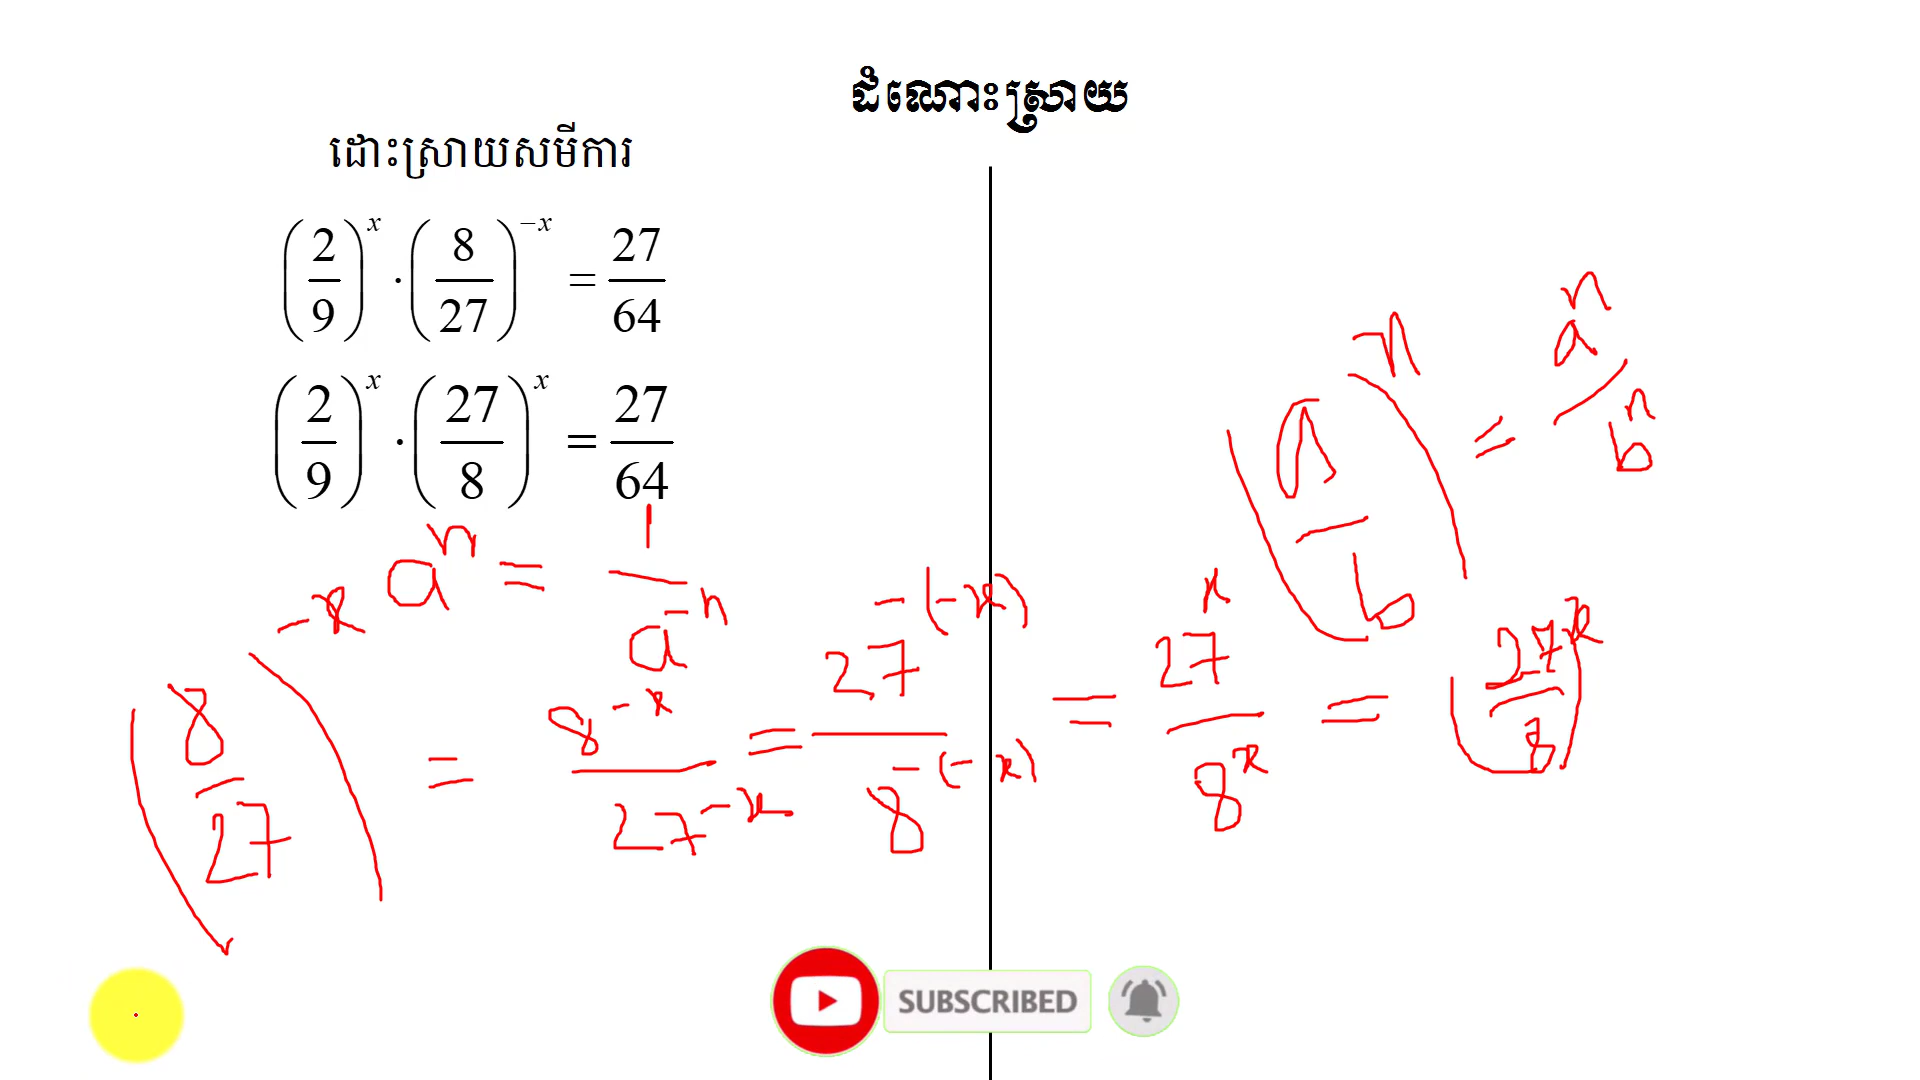 ដំណោះស្រាយ
ដោះស្រាយសមីការ
(2/9)^x · (8/27)^{-x} = 27/64
(2/9)^x · (27/8)^x = 27/64
a^n = 1/a^{-n}
(a/b)^n = a^n/b^n
(8/27)^{-x} = 8^{-x}/27^{-x} = 27^{-(-x)}/8^{-(-x)} = 27^x/8^x = (27/8)^x
SUBSCRIBED